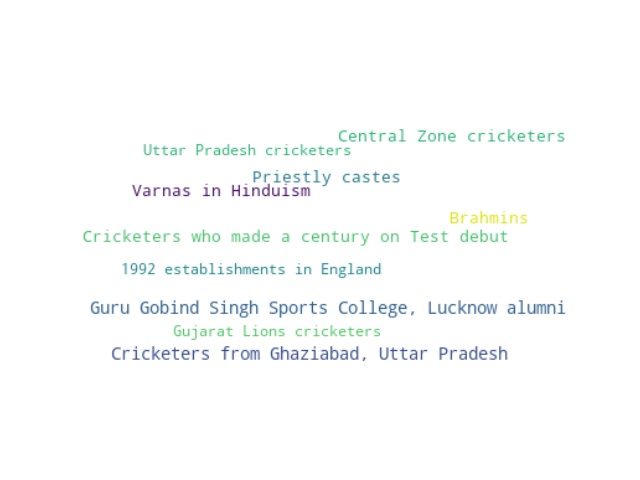 Central Zone cricketers
Uttar Pradesh cricketers
Priestly castes
Varnas in Hinduism
Brahmins
Cricketers who made a century on Test debut
1992 establishments in England
Guru Gobind Singh Sports College, Lucknow alumni
Gujarat Lions cricketers
Cricketers from Ghaziabad, Uttar Pradesh